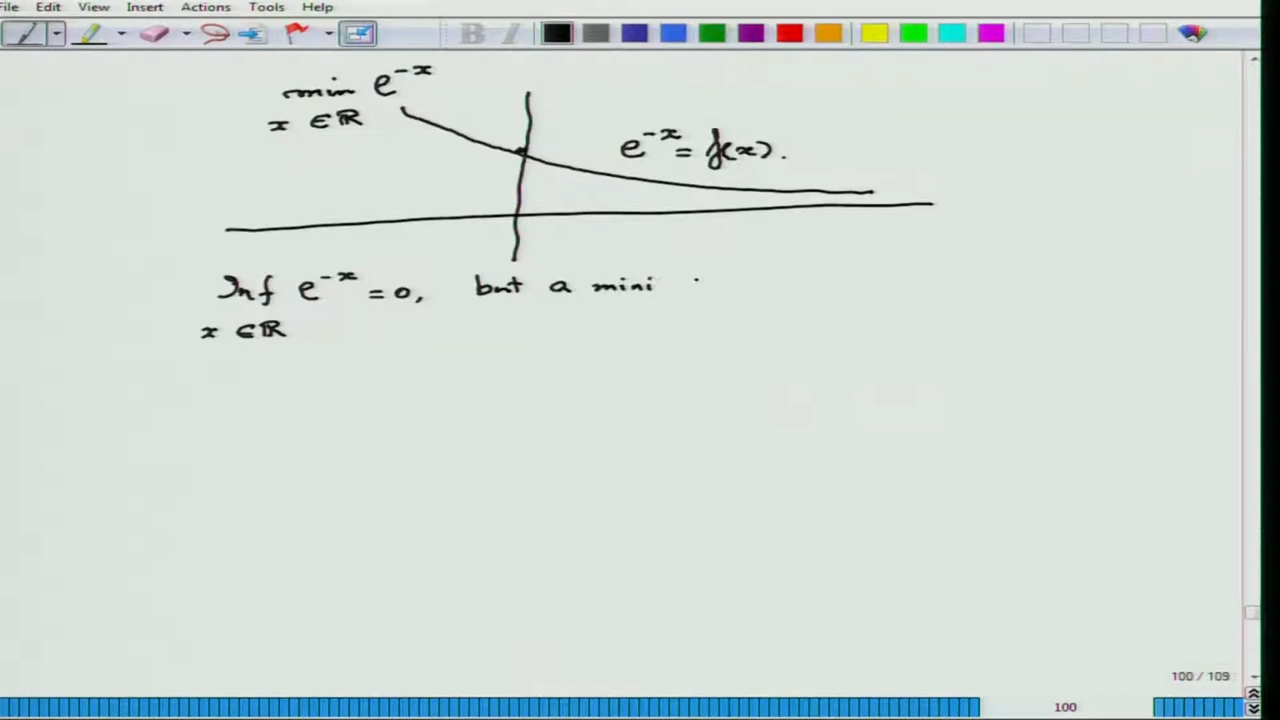 File Edit View Insert Actions Tools Help
B I
min e^{-x}
x ∈ ℝ
e^{-x} = f(x).
Inf e^{-x} = 0, but a mini
x ∈ ℝ
100 / 109
100